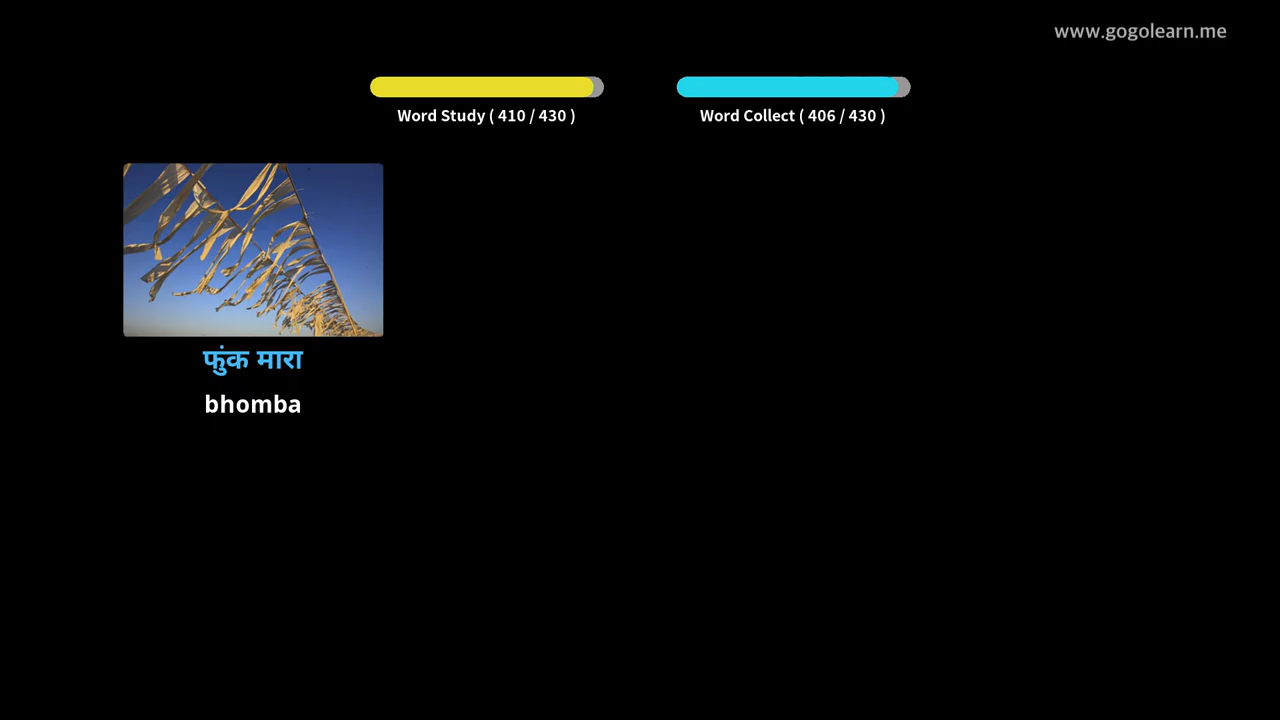 www.gogolearn.me
Word Study ( 410 / 430 )
Word Collect ( 406 / 430 )
फुंक मारा
bhomba